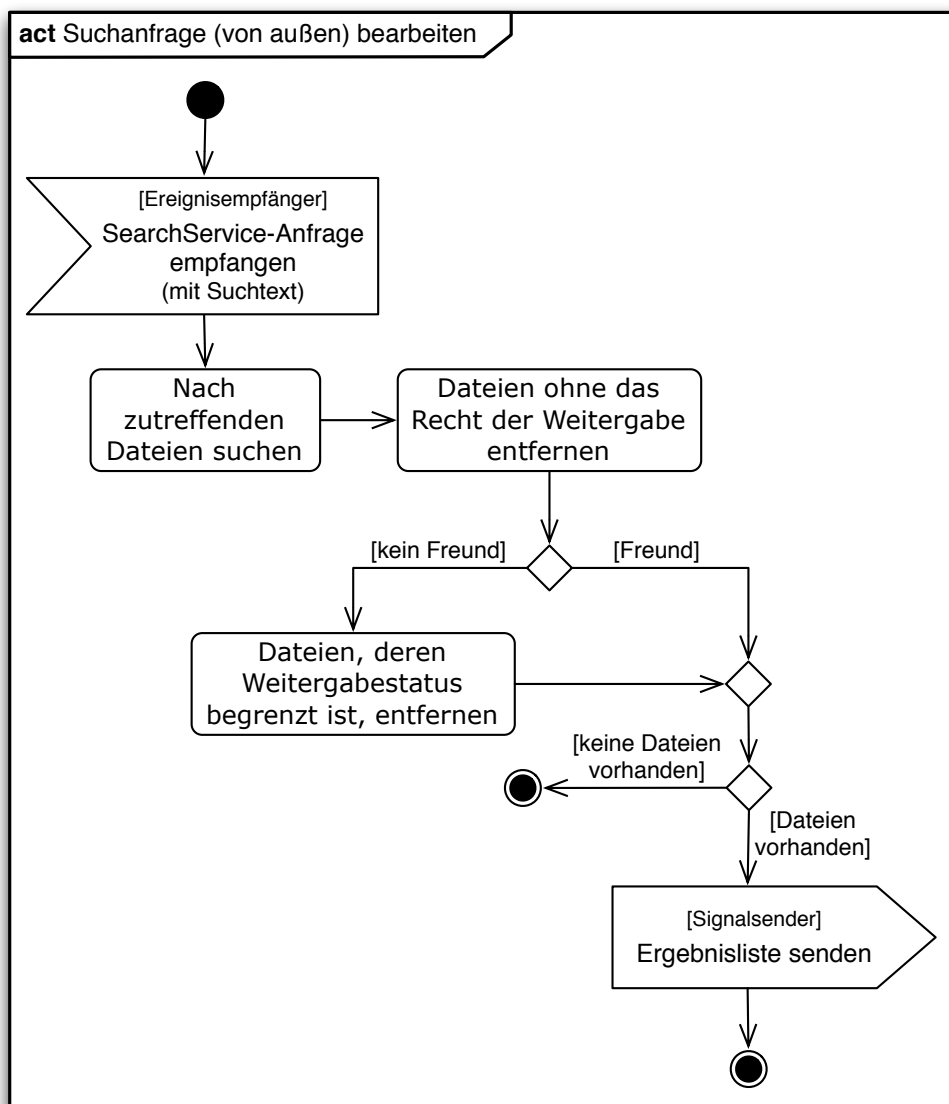 act Suchanfrage (von außen) bearbeiten
[Ereignisempfänger]
SearchService-Anfrage
empfangen
(mit Suchtext)
Nach
zutreffenden
Dateien suchen
Dateien ohne das
Recht der Weitergabe
entfernen
[kein Freund]
[Freund]
Dateien, deren
Weitergabestatus
begrenzt ist, entfernen
[keine Dateien
vorhanden]
[Dateien
vorhanden]
[Signalsender]
Ergebnisliste senden